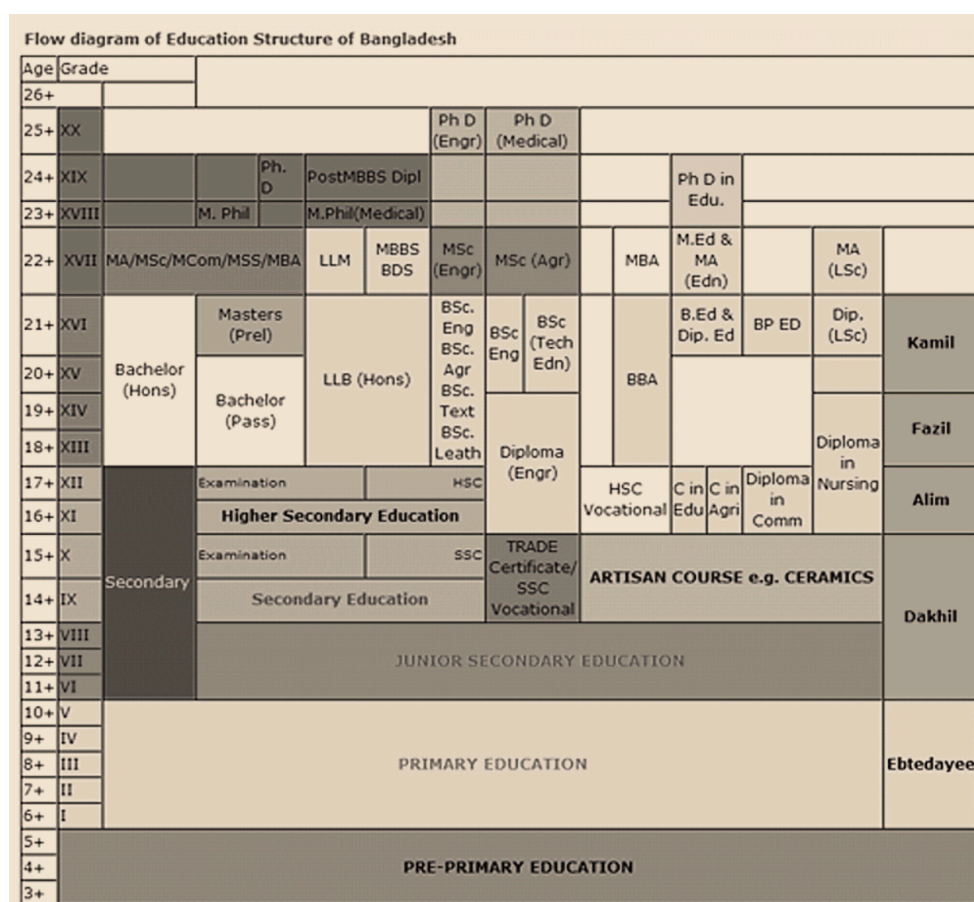 Flow diagram of Education Structure of Bangladesh
Age Grade
26+
25+ XX Ph D Ph D
(Engr) (Medical)
24+ XIX Ph. D PostMBBS Dipl Ph D in
Edu.
23+ XVIII M. Phil M.Phil(Medical)
22+ XVII MA/MSc/MCom/MSS/MBA LLM MBBS
BDS MSc
(Engr) MSc (Agr) MBA M.Ed &
MA
(Edn) MA
(LSc)
21+ XVI Masters
(Prel) BSc.
Eng
BSc.
Agr
BSc.
Text
BSc.
Leath BSc
Eng BSc
(Tech
Edn) B.Ed &
Dip. Ed BP ED Dip.
(LSc) Kamil
20+ XV Bachelor
(Hons) LLB (Hons) BBA
19+ XIV Bachelor
(Pass) Fazil
18+ XIII Diploma
(Engr) Diploma
in
Nursing
17+ XII Examination HSC HSC
Vocational C in
Edu C in
Agri Diploma
in
Comm Alim
16+ XI Higher Secondary Education
15+ X Examination SSC TRADE
Certificate/
SSC
Vocational ARTISAN COURSE e.g. CERAMICS
Secondary
14+ IX Secondary Education Dakhil
13+ VIII
12+ VII JUNIOR SECONDARY EDUCATION
11+ VI
10+ V
9+ IV
8+ III PRIMARY EDUCATION Ebtedayee
7+ II
6+ I
5+
4+ PRE-PRIMARY EDUCATION
3+